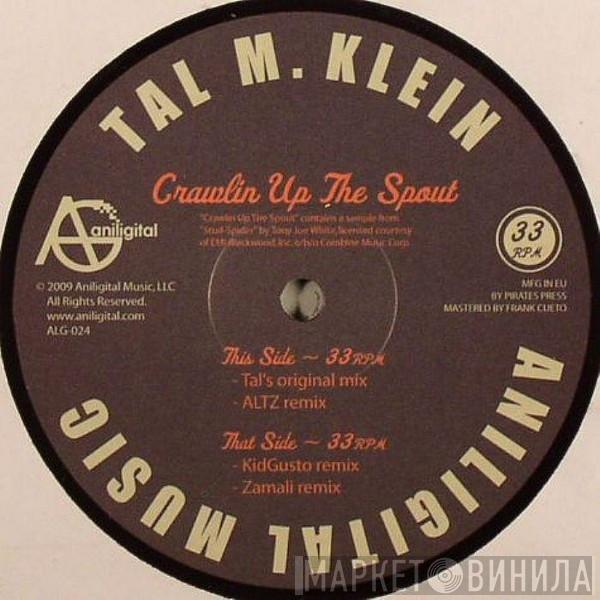 TAL M. KLEIN
Crawlin Up The Spout
"Crawlin Up The Spout" contains a sample from
"Stud-Spider" by Tony Joe White, licensed courtesy
of EMI Blackwood, Inc. o/b/o Combine Music Corp.
aniligital
33
RPM
© 2009 Aniligital Music, LLC
All Rights Reserved.
www.aniligital.com
ALG-024
MFG IN EU
BY PIRATES PRESS
MASTERED BY FRANK CUETO
This Side ~ 33RPM
- Tal's original mix
- ALTZ remix
That Side ~ 33RPM
- KidGusto remix
- Zamali remix
ANILIGITAL MUSIC
МАРКЕТ ВИНИЛА